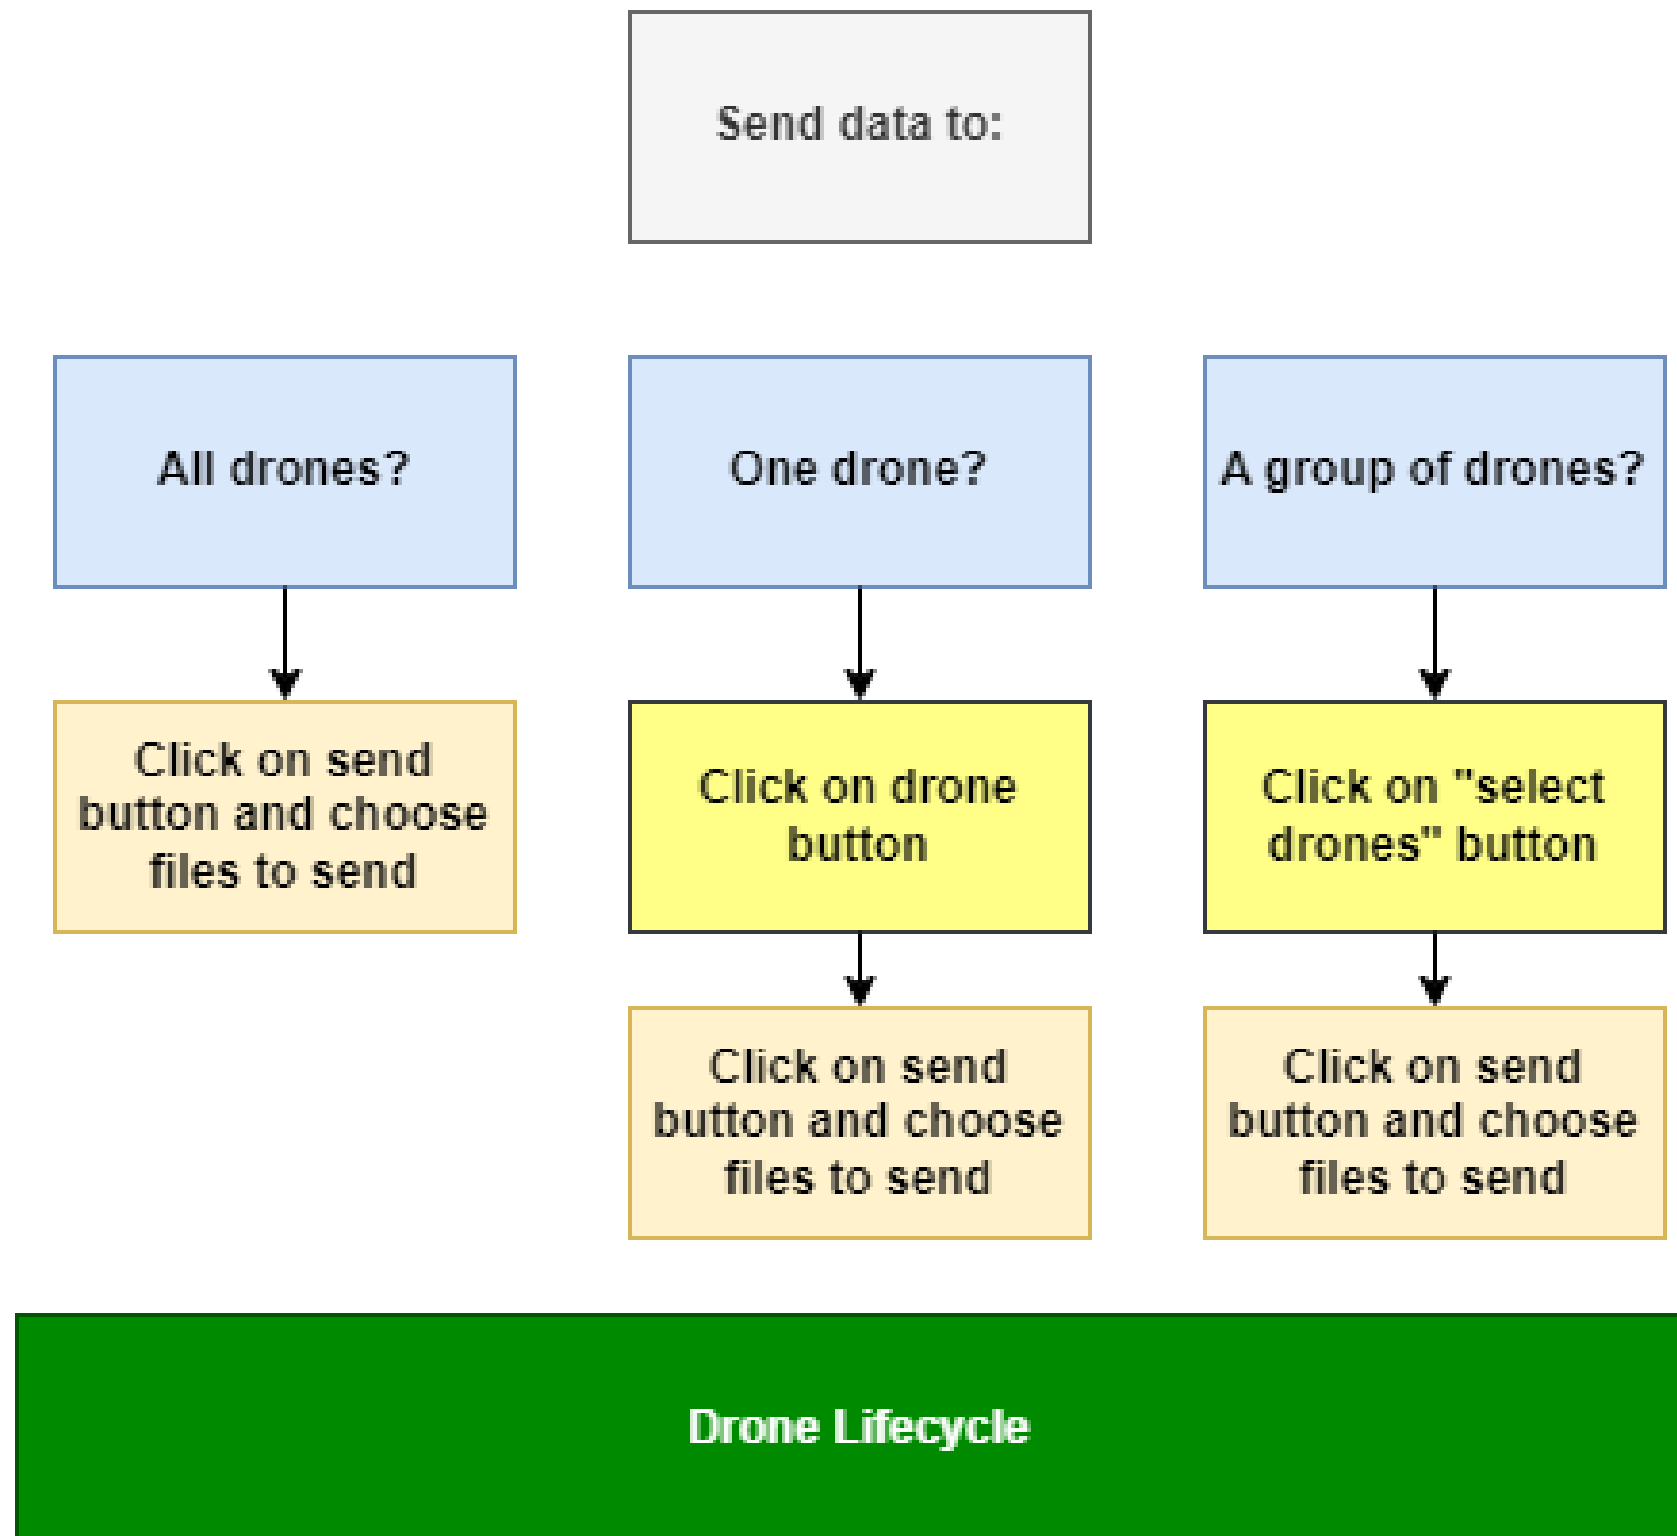 Send data to:
All drones?
One drone?
A group of drones?
Click on send
button and choose
files to send
Click on drone
button
Click on "select
drones" button
Click on send
button and choose
files to send
Click on send
button and choose
files to send
Drone Lifecycle